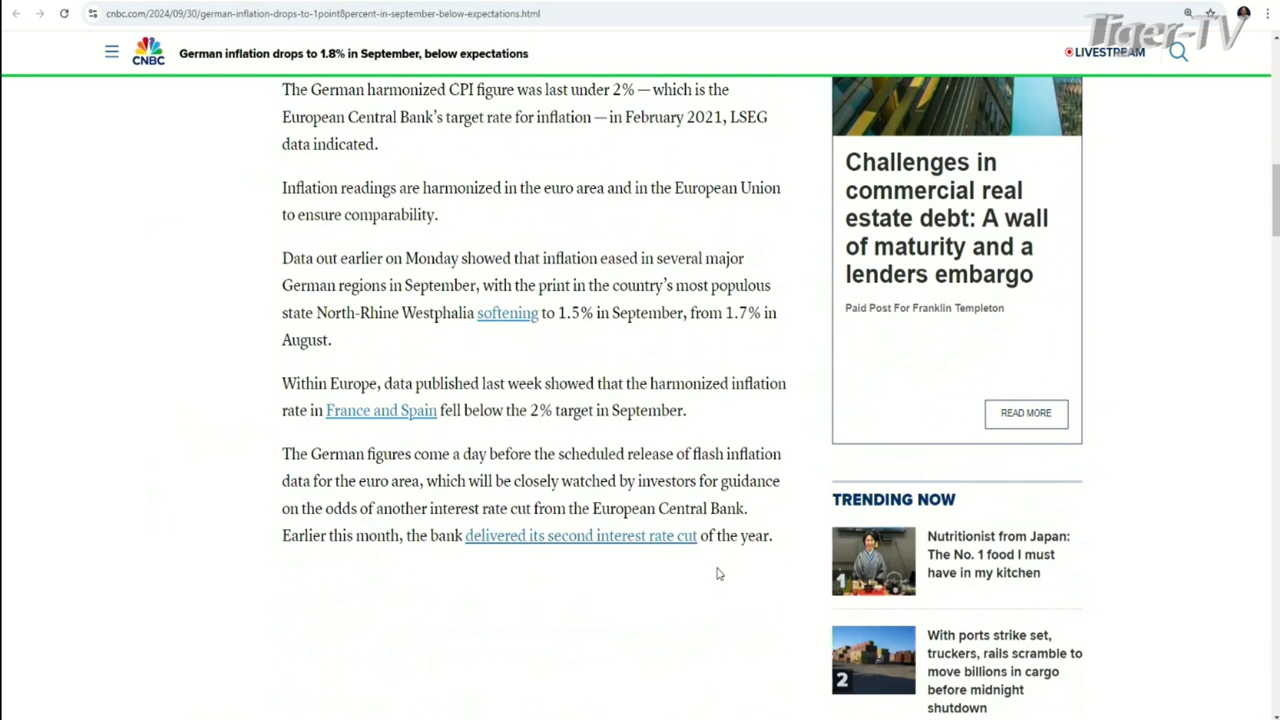 cnbc.com/2024/09/30/german-inflation-drops-to-1point8percent-in-september-below-expectations.html
Tiger-TV
CNBC
German inflation drops to 1.8% in September, below expectations
LIVESTREAM
The German harmonized CPI figure was last under 2% — which is the
European Central Bank's target rate for inflation — in February 2021, LSEG
data indicated.
Inflation readings are harmonized in the euro area and in the European Union
to ensure comparability.
Data out earlier on Monday showed that inflation eased in several major
German regions in September, with the print in the country's most populous
state North-Rhine Westphalia softening to 1.5% in September, from 1.7% in
August.
Within Europe, data published last week showed that the harmonized inflation
rate in France and Spain fell below the 2% target in September.
The German figures come a day before the scheduled release of flash inflation
data for the euro area, which will be closely watched by investors for guidance
on the odds of another interest rate cut from the European Central Bank.
Earlier this month, the bank delivered its second interest rate cut of the year.
Challenges in
commercial real
estate debt: A wall
of maturity and a
lenders embargo
Paid Post For Franklin Templeton
READ MORE
TRENDING NOW
1
Nutritionist from Japan:
The No. 1 food I must
have in my kitchen
2
With ports strike set,
truckers, rails scramble to
move billions in cargo
before midnight
shutdown